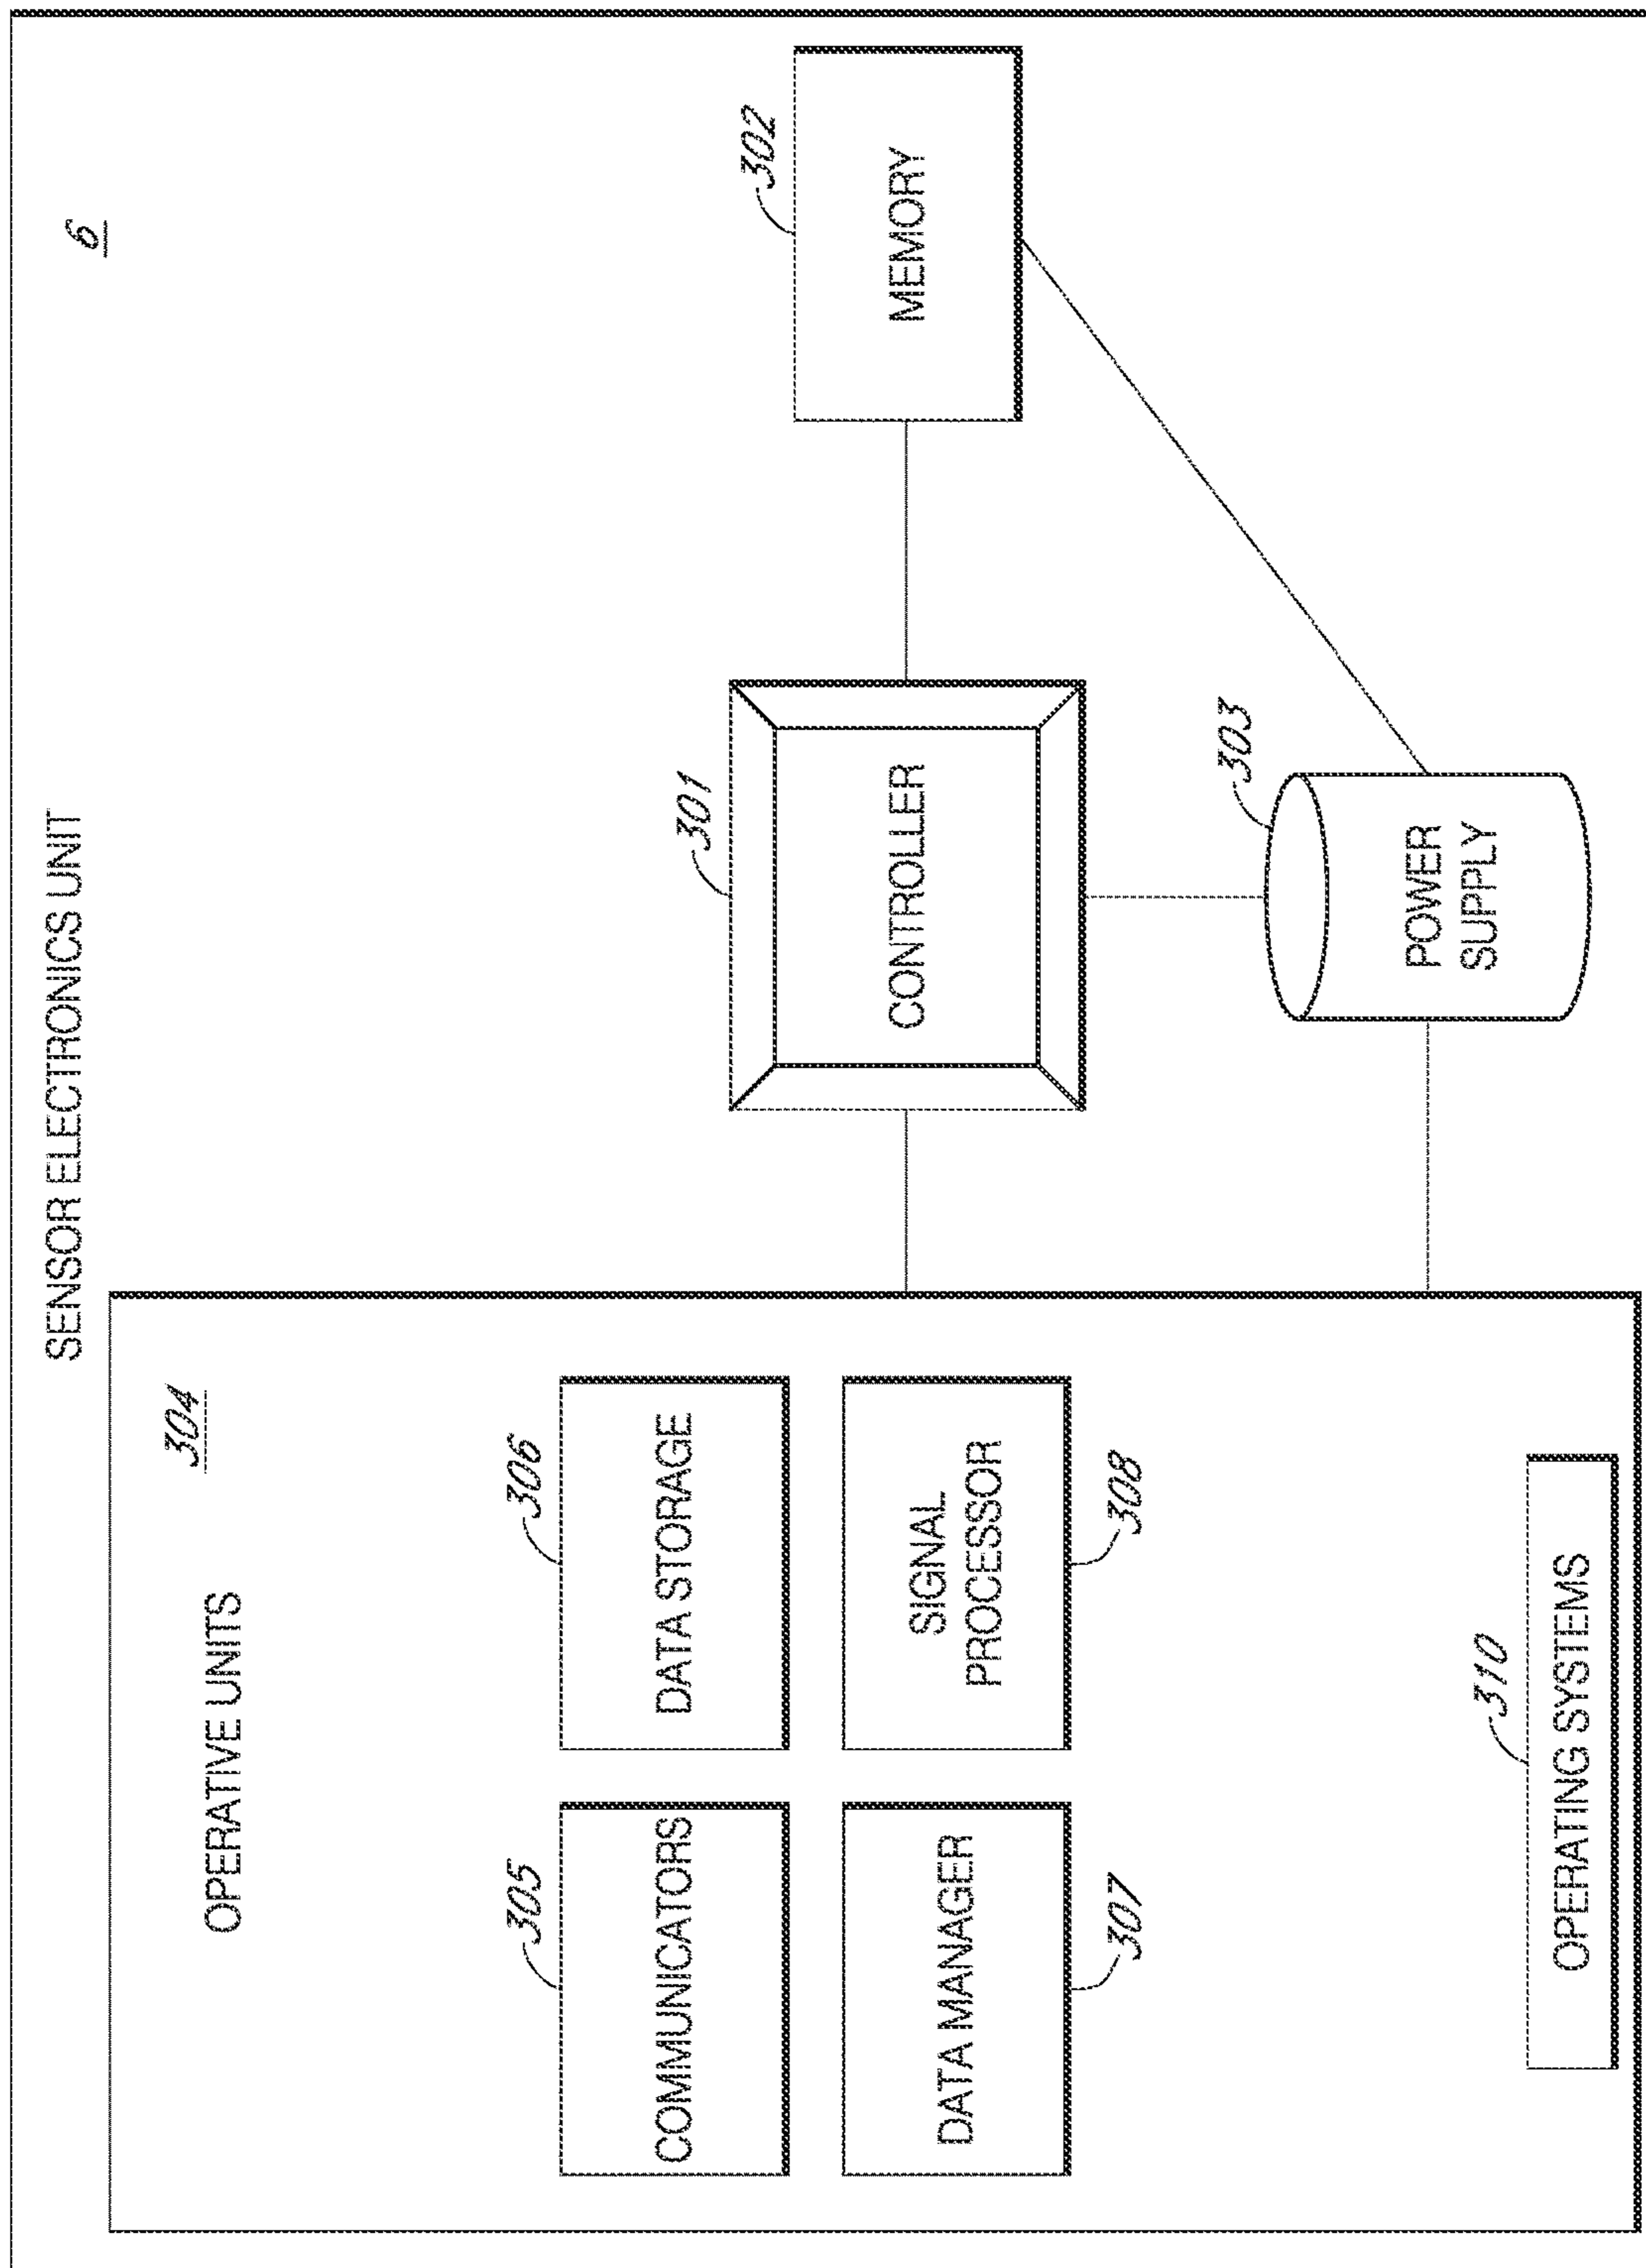 SENSOR ELECTRONICS UNIT
6
OPERATIVE UNITS
304
305
COMMUNICATORS
306
DATA STORAGE
DATA MANAGER
307
SIGNAL
PROCESSOR
308
310
OPERATING SYSTEMS
301
CONTROLLER
302
MEMORY
303
POWER
SUPPLY